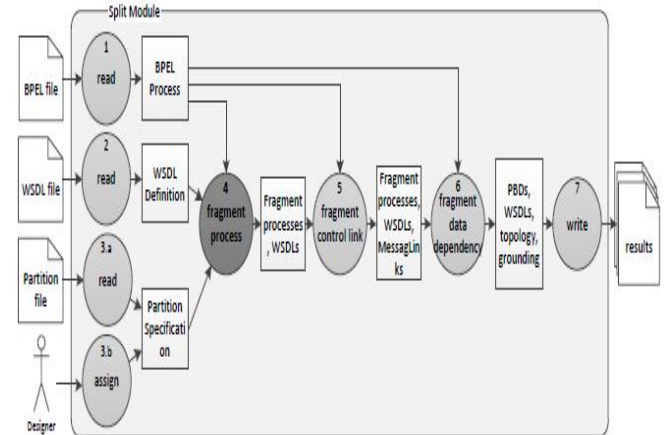 Split Module
BPEL file
1
read
BPEL
Process
WSDL file
2
read
WSDL
Definition
Partition
file
3.a
read
Designer
3.b
assign
Partition
Specificati
on
4
fragment
process
Fragment
processes
, WSDLs
5
fragment
control link
Fragment
processes,
WSDLs,
MessagLin
ks
6
fragment
data
dependency
PBDs,
WSDLs,
topology,
grounding
7
write
results